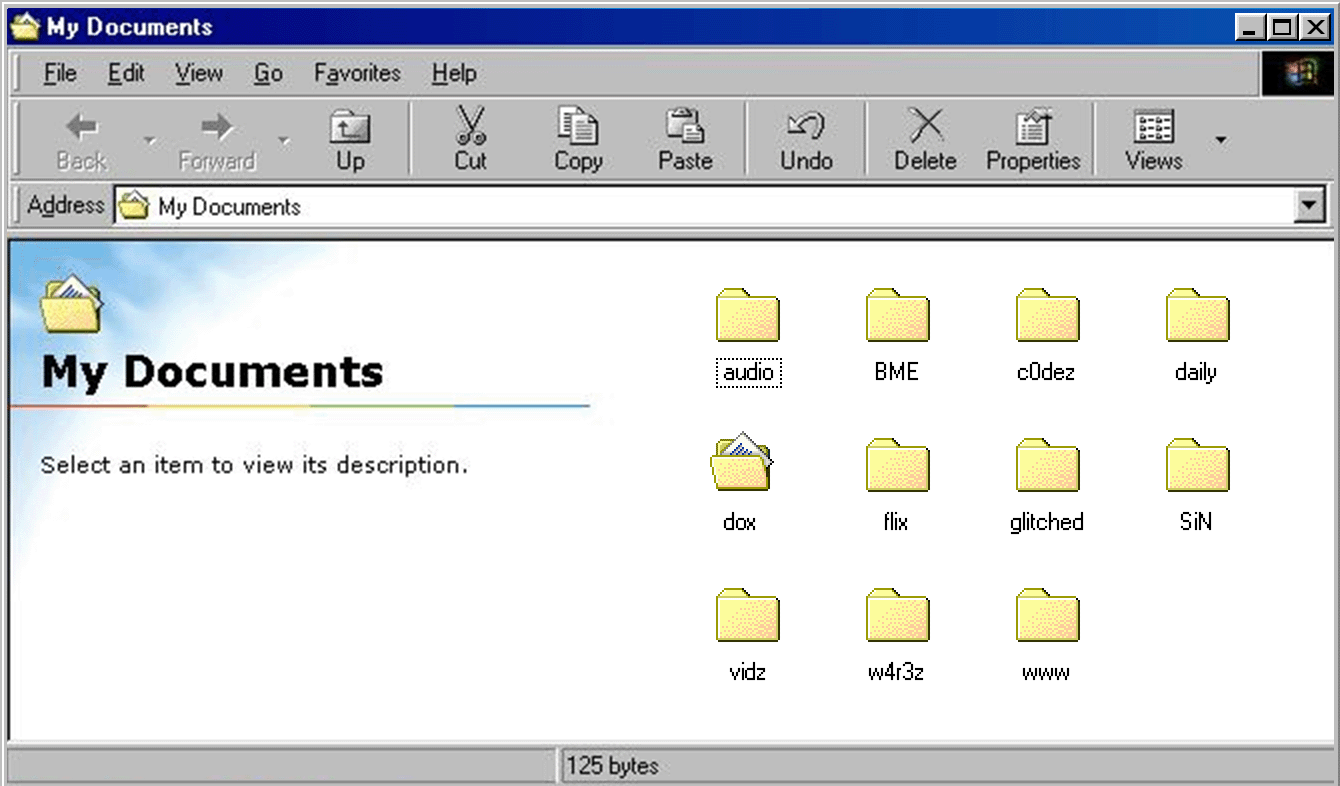 My Documents
File Edit View Go Favorites Help
Back Forward Up Cut Copy Paste Undo Delete Properties Views
Address My Documents
My Documents
Select an item to view its description.
audio BME c0dez daily
dox flix glitched SiN
vidz w4r3z www
125 bytes